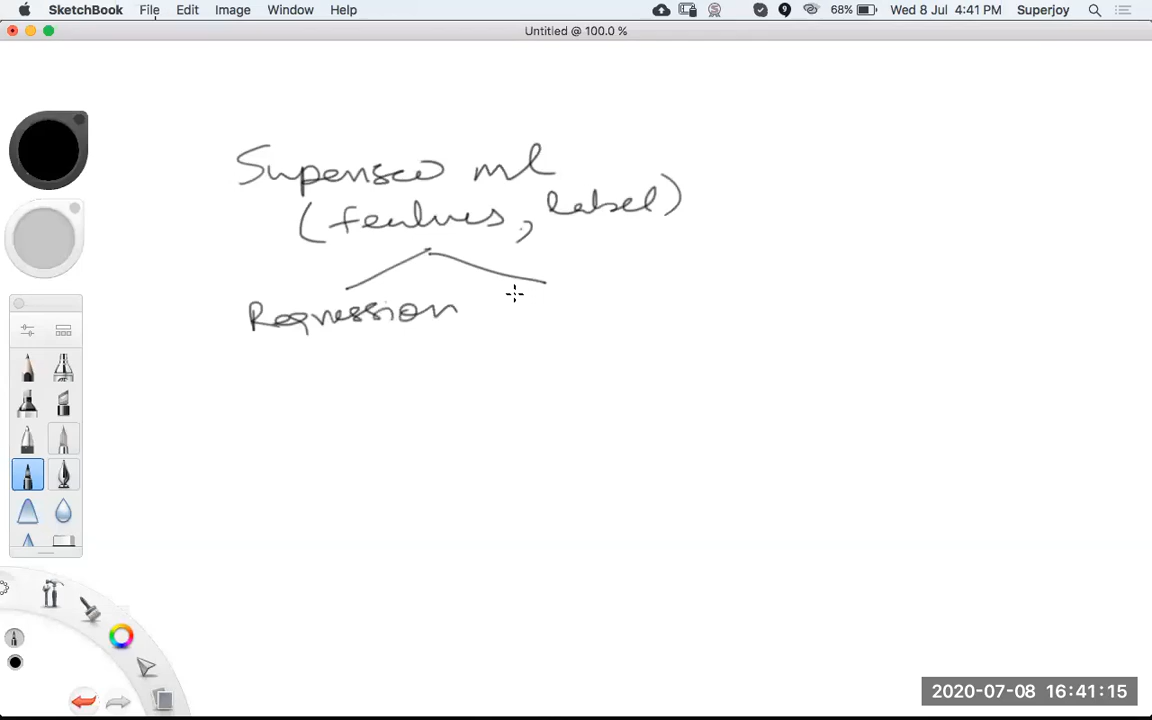 SketchBook File Edit Image Window Help 9 68% Wed 8 Jul 4:41 PM Superjoy
Untitled @ 100.0 %
Supervised ml
(features, label)
Regression
2020-07-08 16:41:15